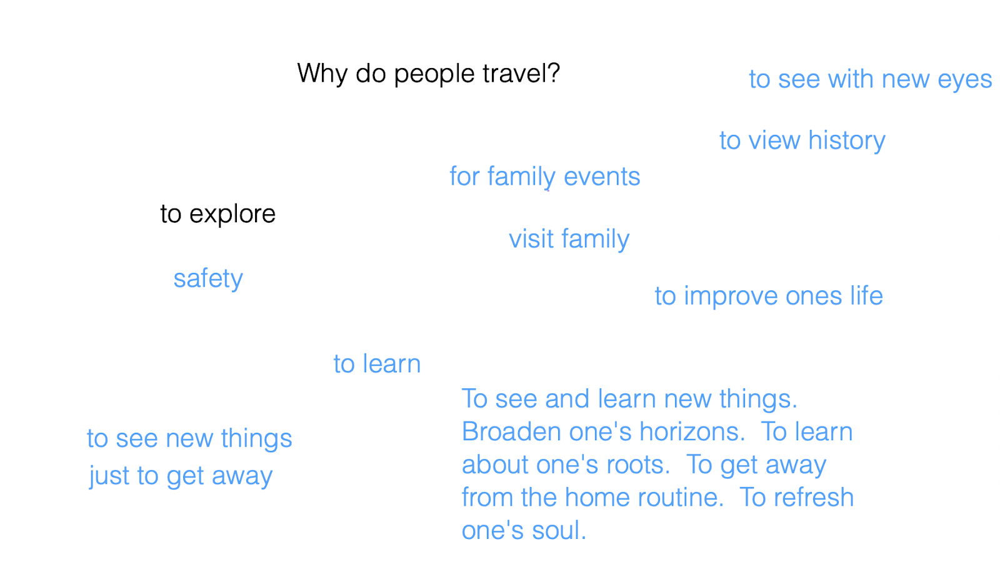 Why do people travel?
to see with new eyes
to view history
for family events
to explore
visit family
safety
to improve ones life
to learn
To see and learn new things.
Broaden one's horizons.  To learn
about one's roots.  To get away
from the home routine.  To refresh
one's soul.
to see new things
just to get away